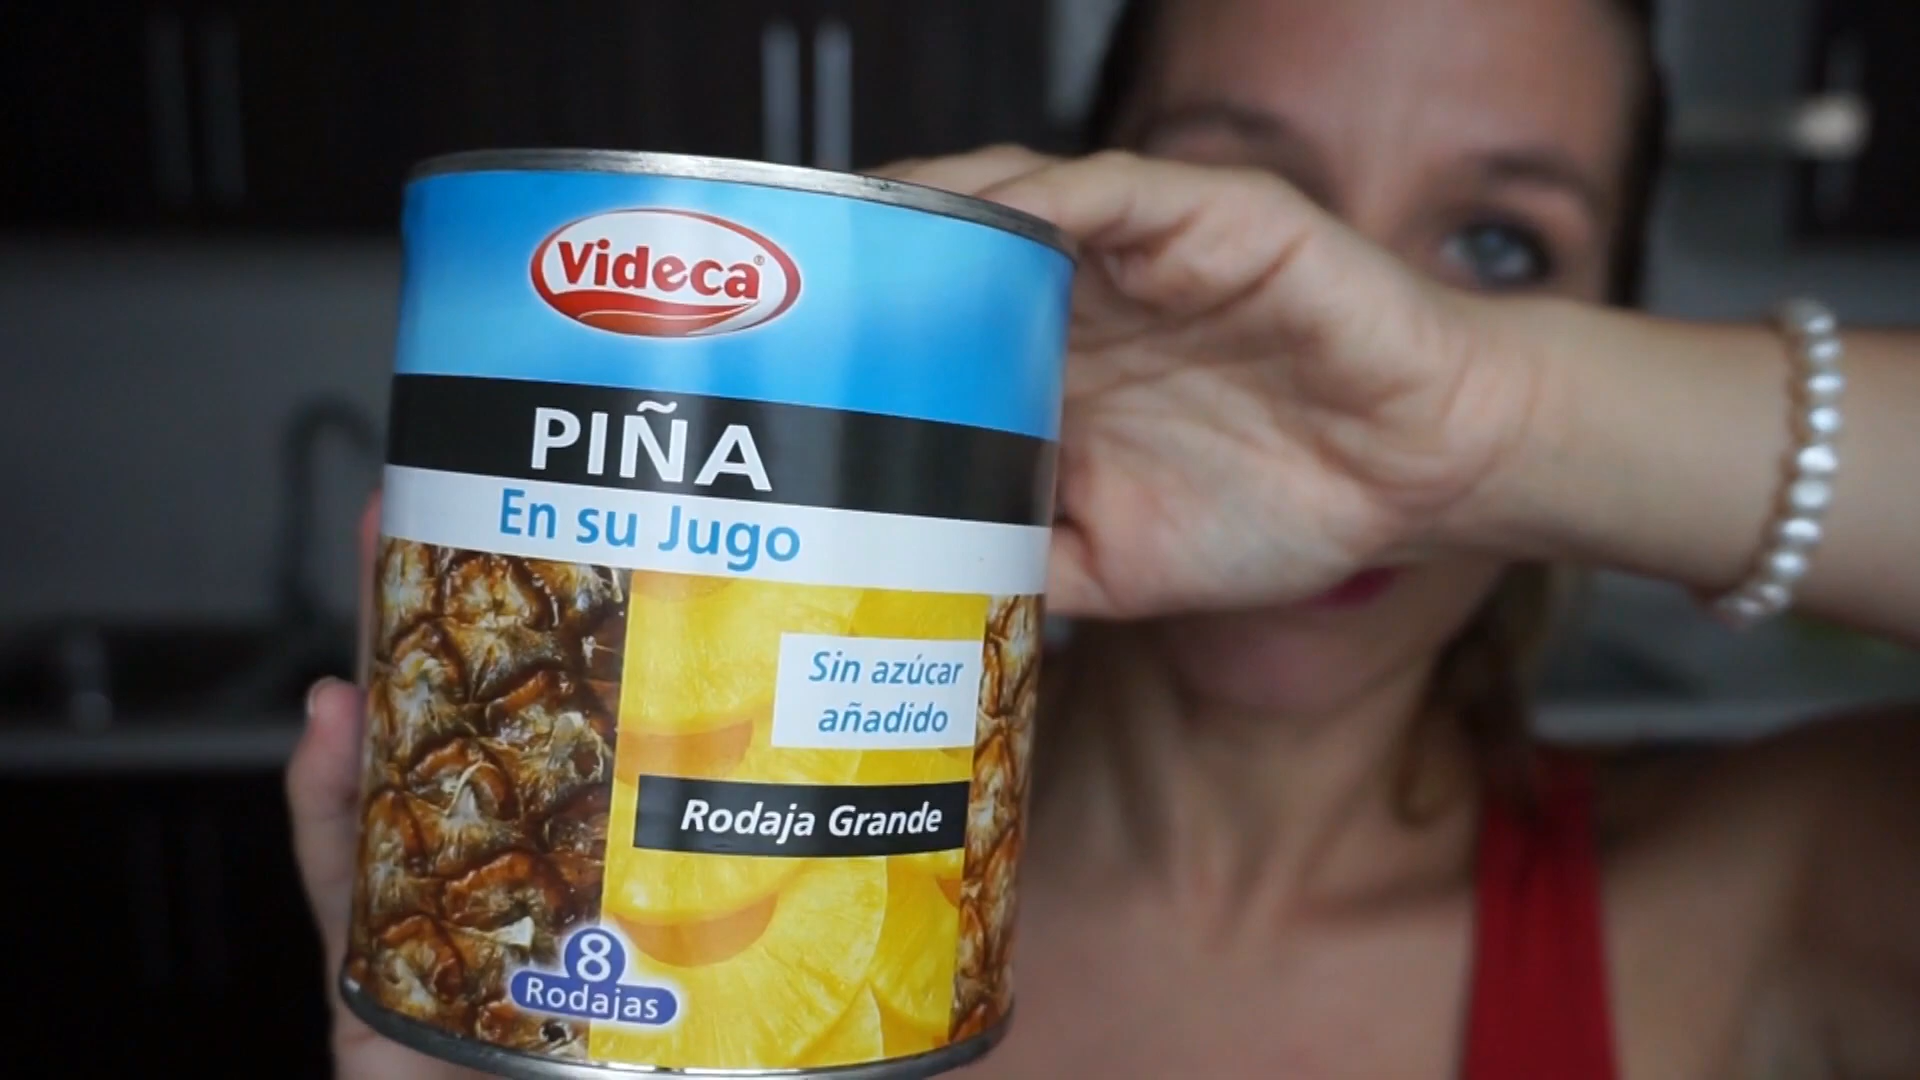 Videca®
PIÑA
En su Jugo
Sin azúcar
añadido
Rodaja Grande
8
Rodajas